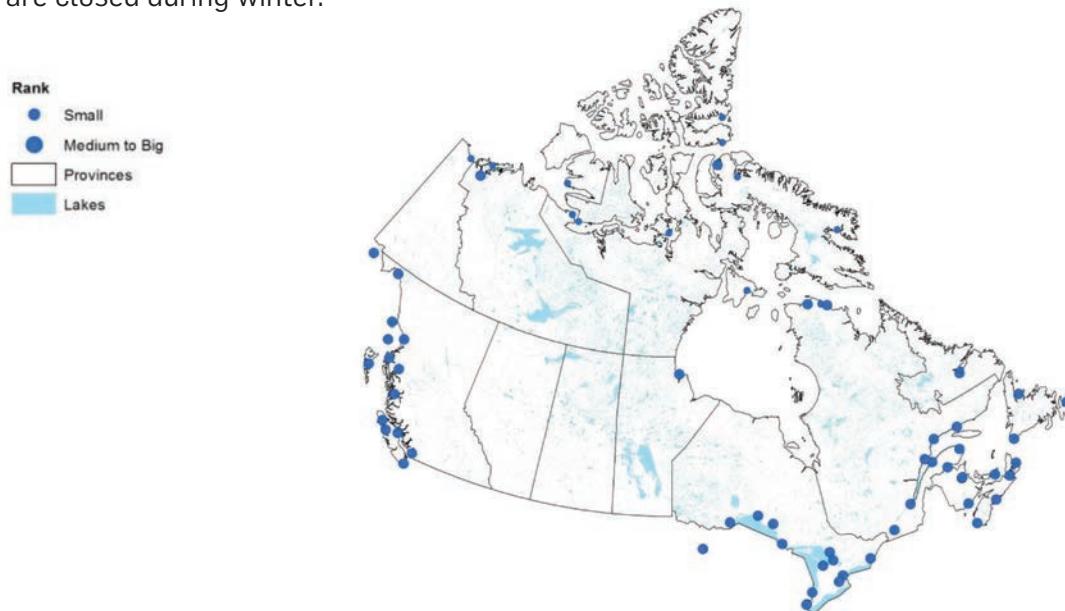 are closed during winter.
Rank
Small
Medium to Big
Provinces
Lakes